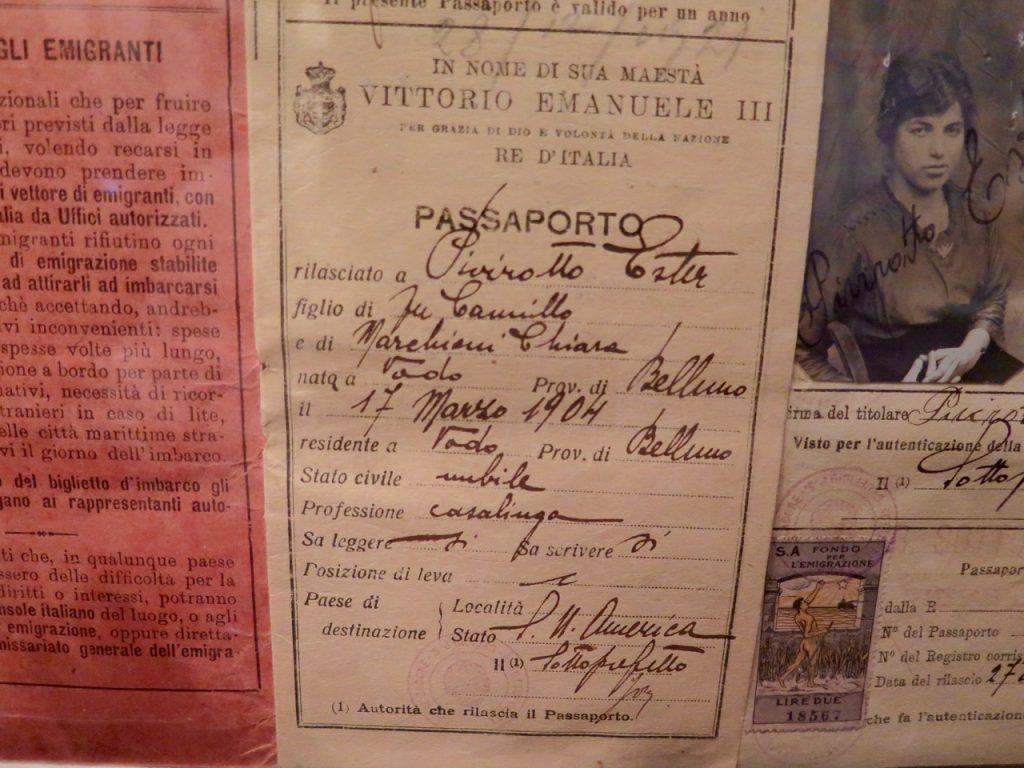 GLI EMIGRANTI
zionali che per fruire
ri previsti dalla legge
i, volendo recarsi in
devono prendere im-
i vettore di emigranti, con
alia da Uffici autorizzati.
migranti rifiutino ogni
di emigrazione stabilite
ad attirarli ad imbarcarsi
chè accettando, andreb-
vi inconvenienti: spese
spesse volte più lungo,
ione a bordo per parte di
nativi, necessità di ricor-
tranieri in caso di lite,
elle città marittime stra-
vi il giorno dell'imbarco.
o del biglietto d'imbarco gli
gano ai rappresentanti auto-
ti che, in qualunque paese
ssero delle difficoltà per la
diritti o interessi, potranno
nsole italiano del luogo, o agli
emigrazione, oppure diretta-
missariato generale dell'emigra-
Il presente Passaporto è valido per un anno
IN NOME DI SUA MAESTÀ
VITTORIO EMANUELE III
PER GRAZIA DI DIO E VOLONTÀ DELLA NAZIONE
RE D'ITALIA
PASSAPORTO
rilasciato a Pivirotto Ester
figlio di fu Camillo
e di Marchioni Chiara
nato a Vodo Prov. di Belluno
il 17 Marzo 1904
residente a Vodo Prov. di Belluno
Stato civile nubile
Professione casalinga
Sa leggere si Sa scrivere si
Posizione di leva
Paese di destinazione
Località
Stato S. U. America
Il (1) Sottoprefetto
(1) Autorità che rilascia il Passaporto.
Pivirotto E
Firma del titolare
Visto per l'autenticazione della
Il (1)
S.A FONDO
PER
L'EMIGRAZIONE
LIRE DUE
18567
Passapor
dalla R
N° del Passaporto
N° del Registro corris
Data del rilascio 27
che fa l'autenticazion